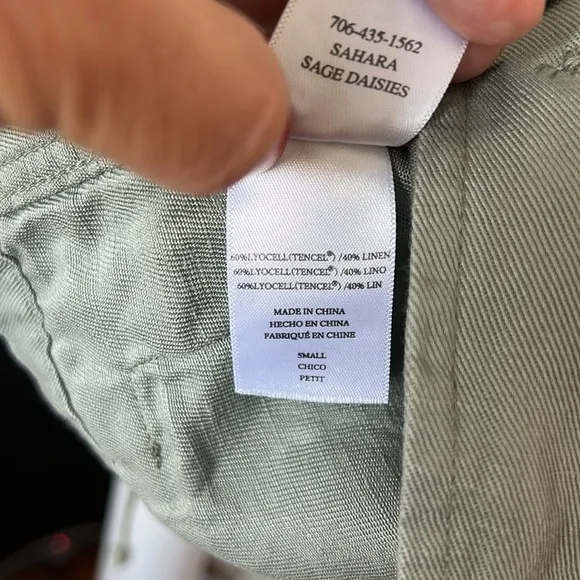 706-435-1562
SAHARA
SAGE DAISIES
60%LYOCELL(TENCEL®) /40% LINEN
60%LYOCELL(TENCEL®) /40% LINO
60%LYOCELL(TENCEL®) /40% LIN
MADE IN CHINA
HECHO EN CHINA
FABRIQUÉ EN CHINE
SMALL
CHICO
PETIT